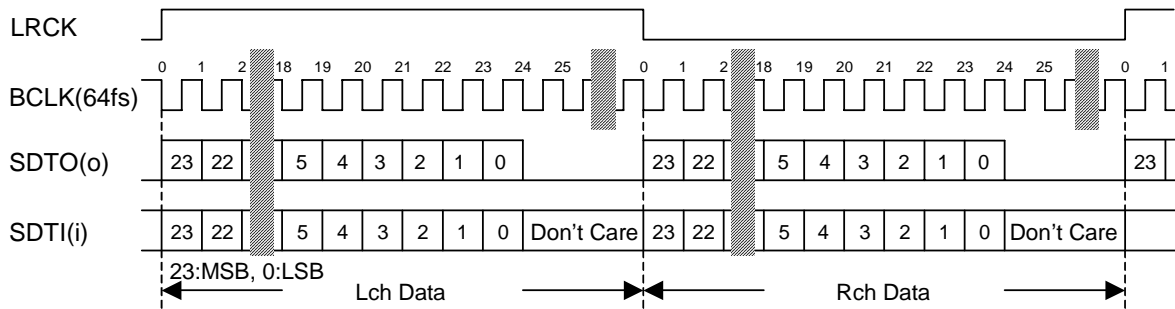 LRCK
0 1 2 18 19 20 21 22 23 24 25 0 1 2 18 19 20 21 22 23 24 25 0 1
BCLK(64fs)
SDTO(o) 23 22 5 4 3 2 1 0 23 22 5 4 3 2 1 0 23
SDTI(i) 23 22 5 4 3 2 1 0 Don't Care 23 22 5 4 3 2 1 0 Don't Care
23:MSB, 0:LSB
Lch Data Rch Data